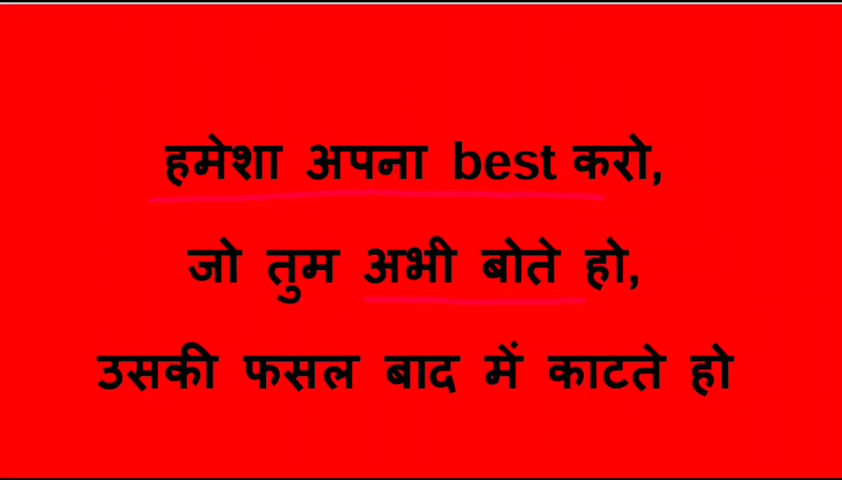 हमेशा अपना best करो,
जो तुम अभी बोते हो,
उसकी फसल बाद में काटते हो